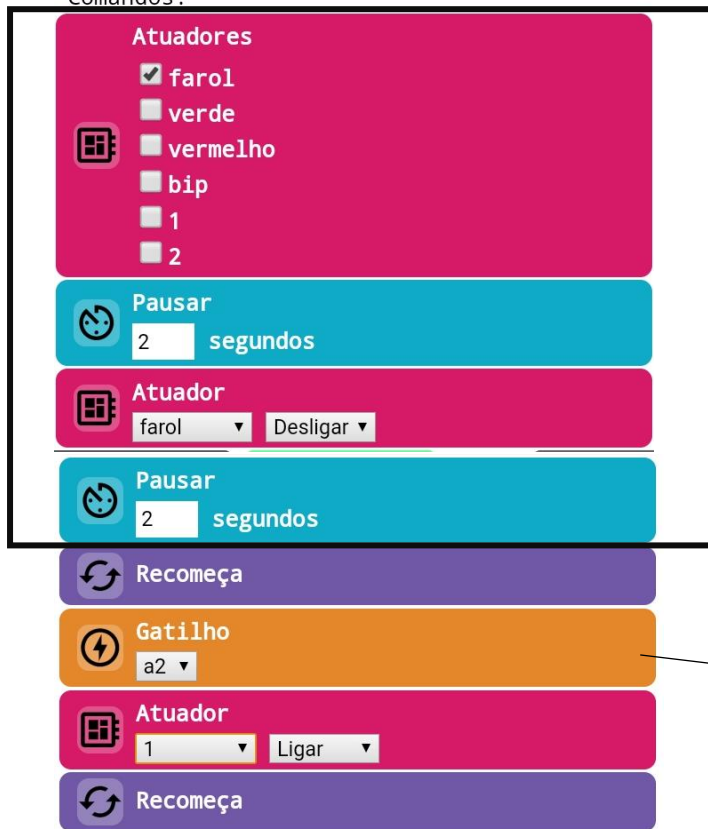 Comandos:
Atuadores
farol
verde
vermelho
bip
1
2
Pausar
2 segundos
Atuador
farol Desligar
Pausar
2 segundos
Recomeça
Gatilho
a2
Atuador
1 Ligar
Recomeça